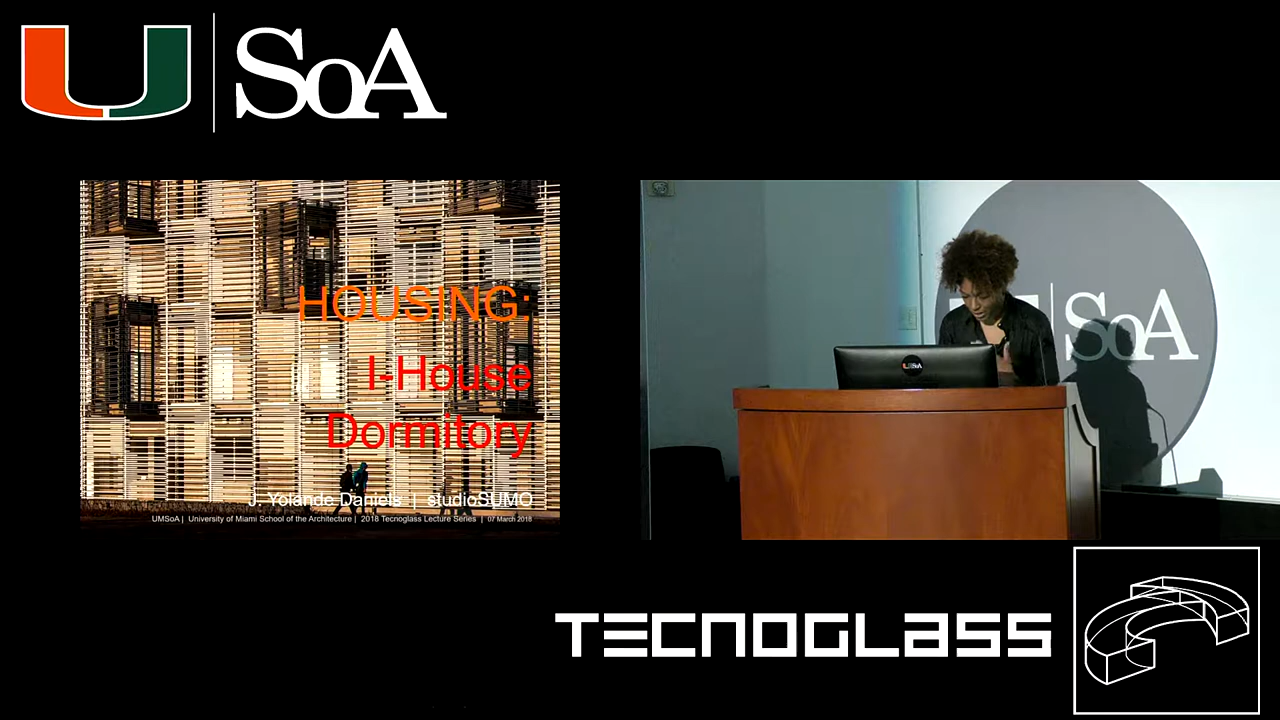 U SoA
HOUSING:
I-House
Dormitory
J. Yolande Daniels | studioSUMO
UMSoA | University of Miami School of the Architecture | 2018 Tecnoglass Lecture Series | 07 March 2018
SoA
USoA
TECNOGLASS